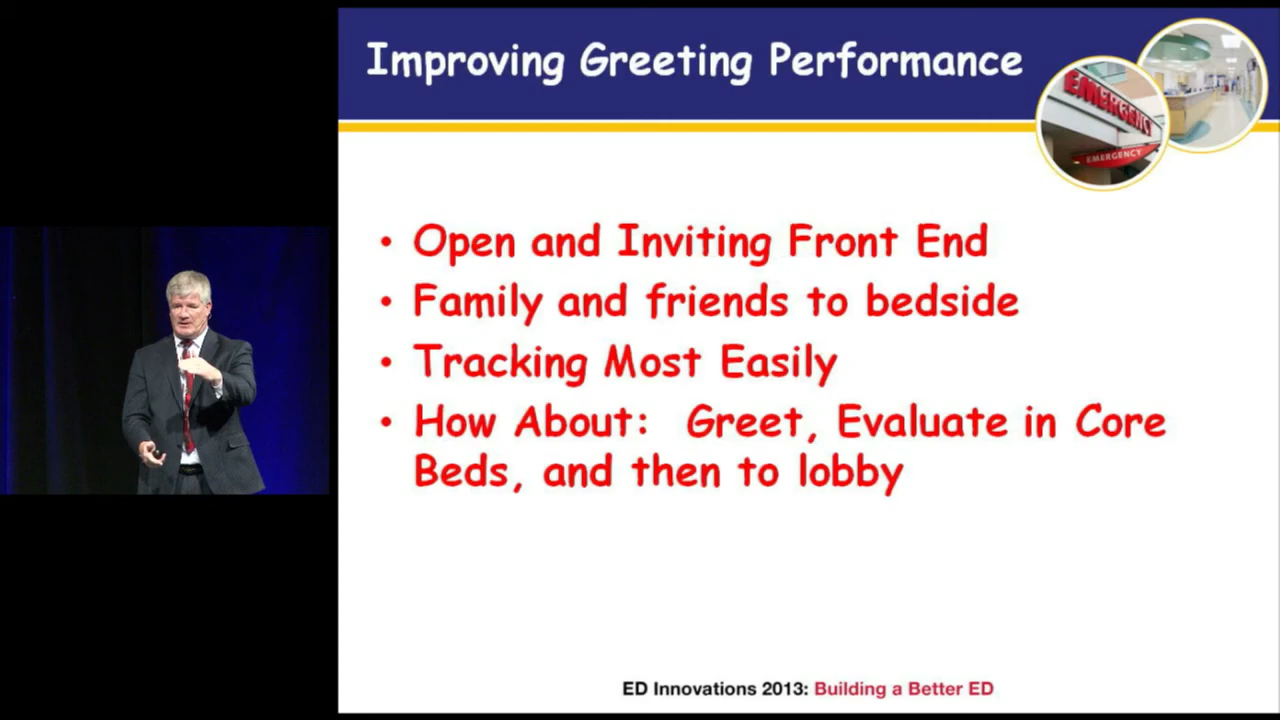 Improving Greeting Performance
EMERGENC
EMERGENCY
• Open and Inviting Front End
• Family and friends to bedside
• Tracking Most Easily
• How About:  Greet, Evaluate in Core
Beds, and then to lobby
ED Innovations 2013: Building a Better ED